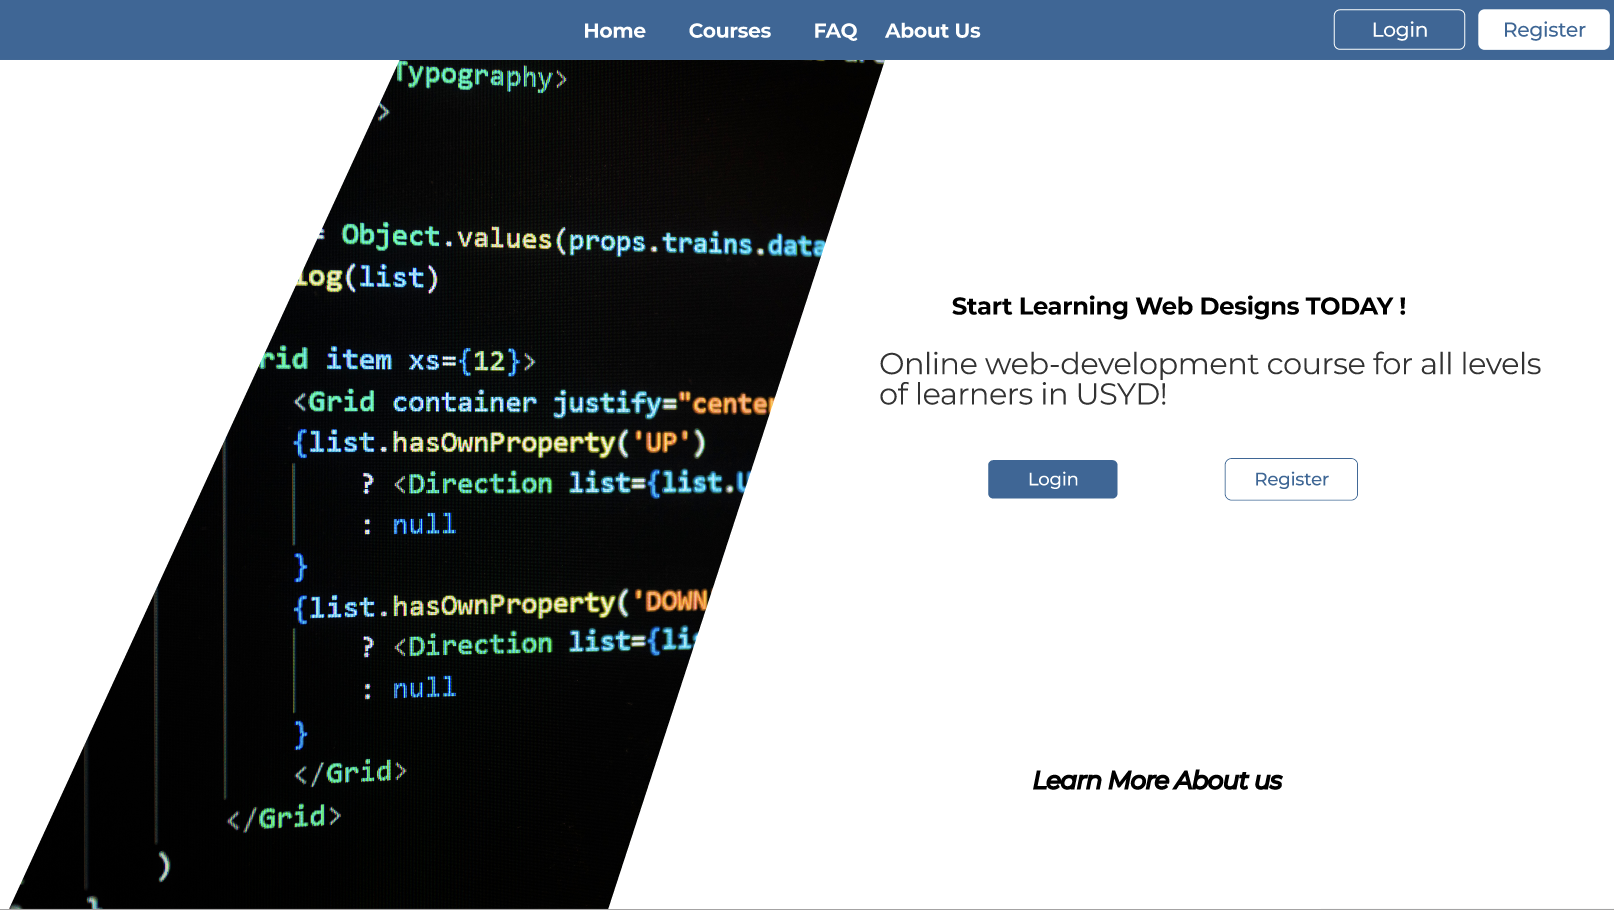 Home Courses FAQ About Us Login Register
Typography>
>
= Object.values(props.trains.data
log(list)
rid item xs={12}>
<Grid container justify="center
{list.hasOwnProperty('UP')
? <Direction list={list.U
: null
}
{list.hasOwnProperty('DOWN
? <Direction list={lis
: null
}
</Grid>
</Grid>
)
}
Start Learning Web Designs TODAY !
Online web-development course for all levels
of learners in USYD!
Login Register
Learn More About us